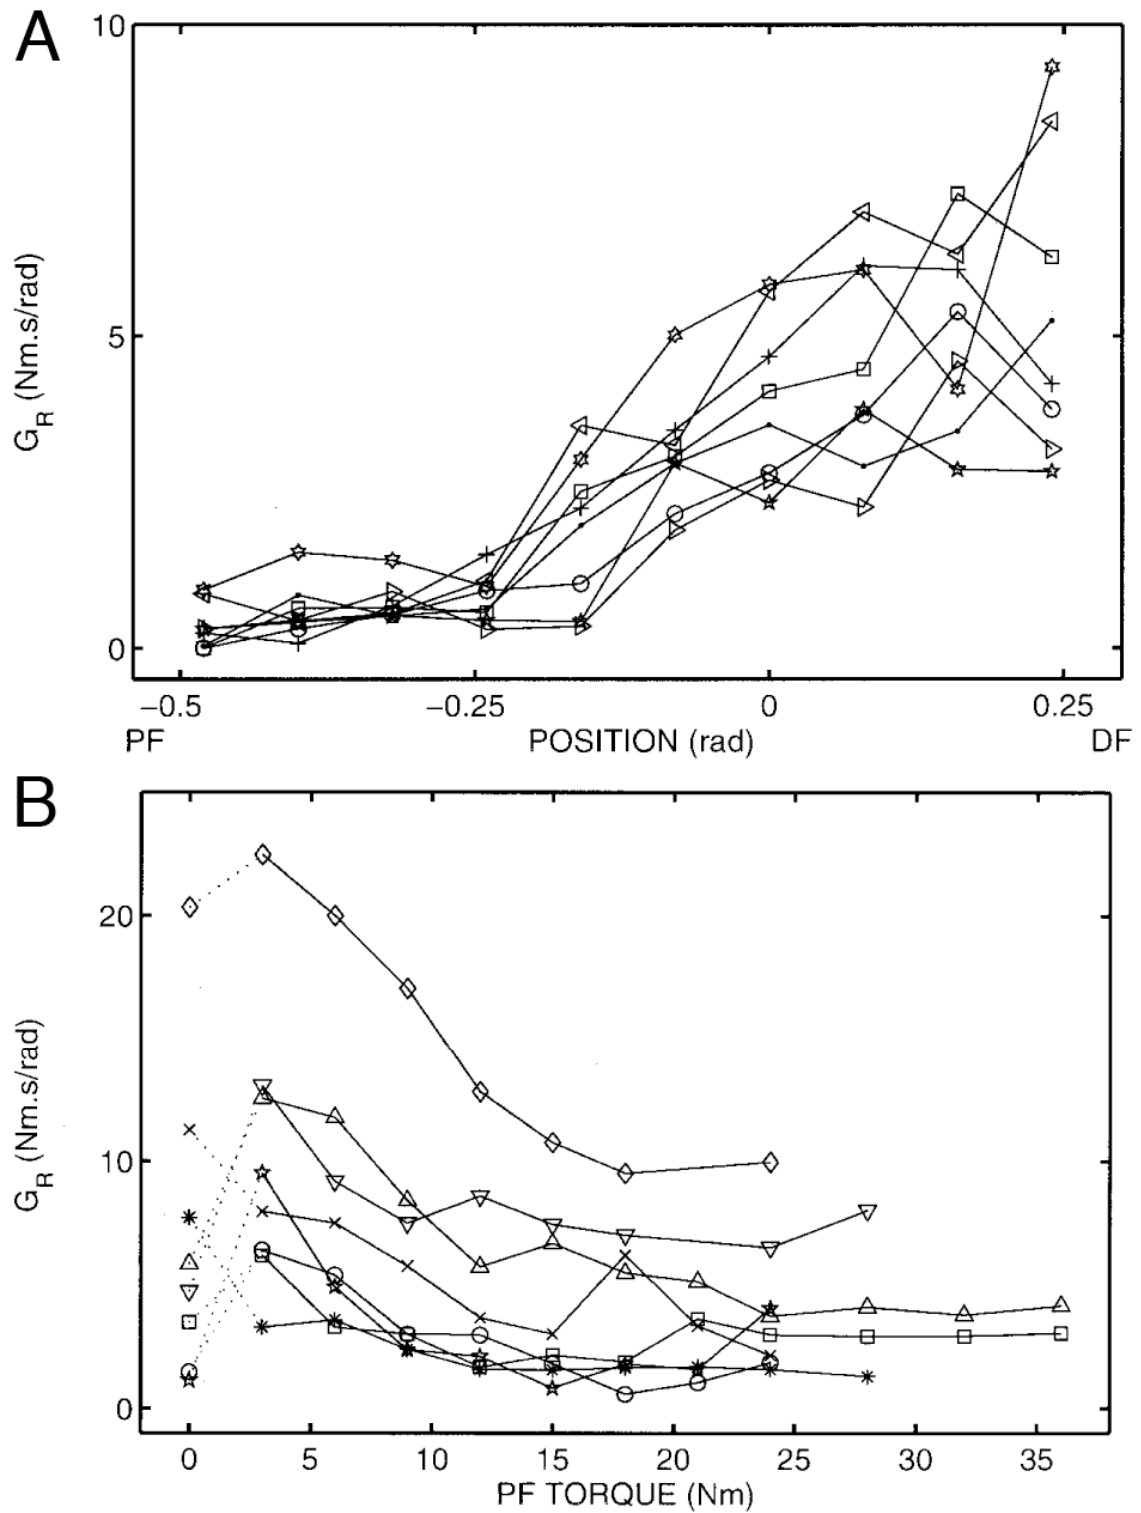 A
10
5
0
G_R (Nm.s/rad)
−0.5
−0.25
0
0.25
PF
POSITION (rad)
DF
B
20
10
0
G_R (Nm.s/rad)
0
5
10
15
20
25
30
35
PF TORQUE (Nm)